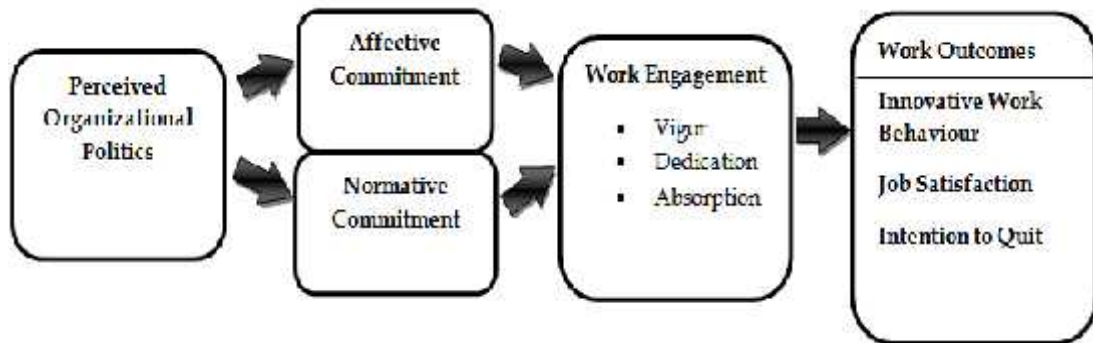 Perceived
Organizational
Politics
Affective
Commitment
Normative
Commitment
Work Engagement
▪ Vigur
▪ Dedication
▪ Absorption
Work Outcomes
Innovative Work
Behaviour
Job Satisfaction
Intention to Quit